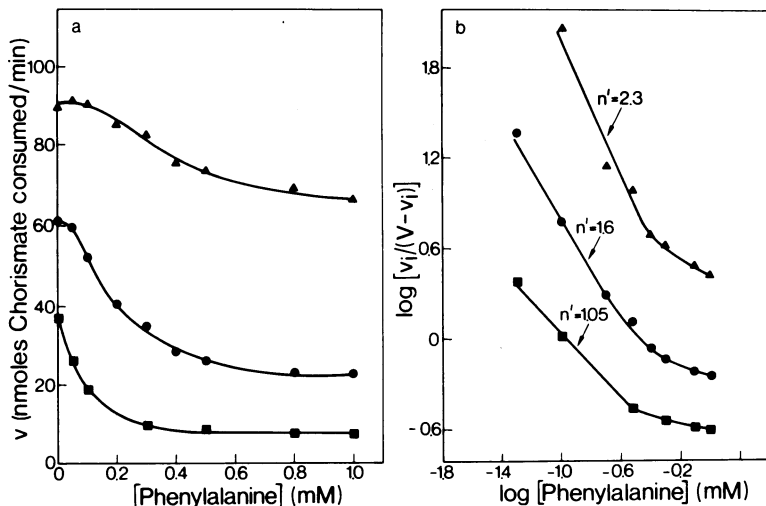 a
v (nmoles Chorismate consumed/min)
100
80
60
40
20
0
0
0.2
0.4
0.6
0.8
1.0
[Phenylalanine] (mM)
b
log [vi/(V-vi)]
1.8
1.2
0.6
0
-0.6
n'=2.3
n'=1.6
n'=1.05
-1.8
-1.4
-1.0
-0.6
-0.2
log [Phenylalanine] (mM)